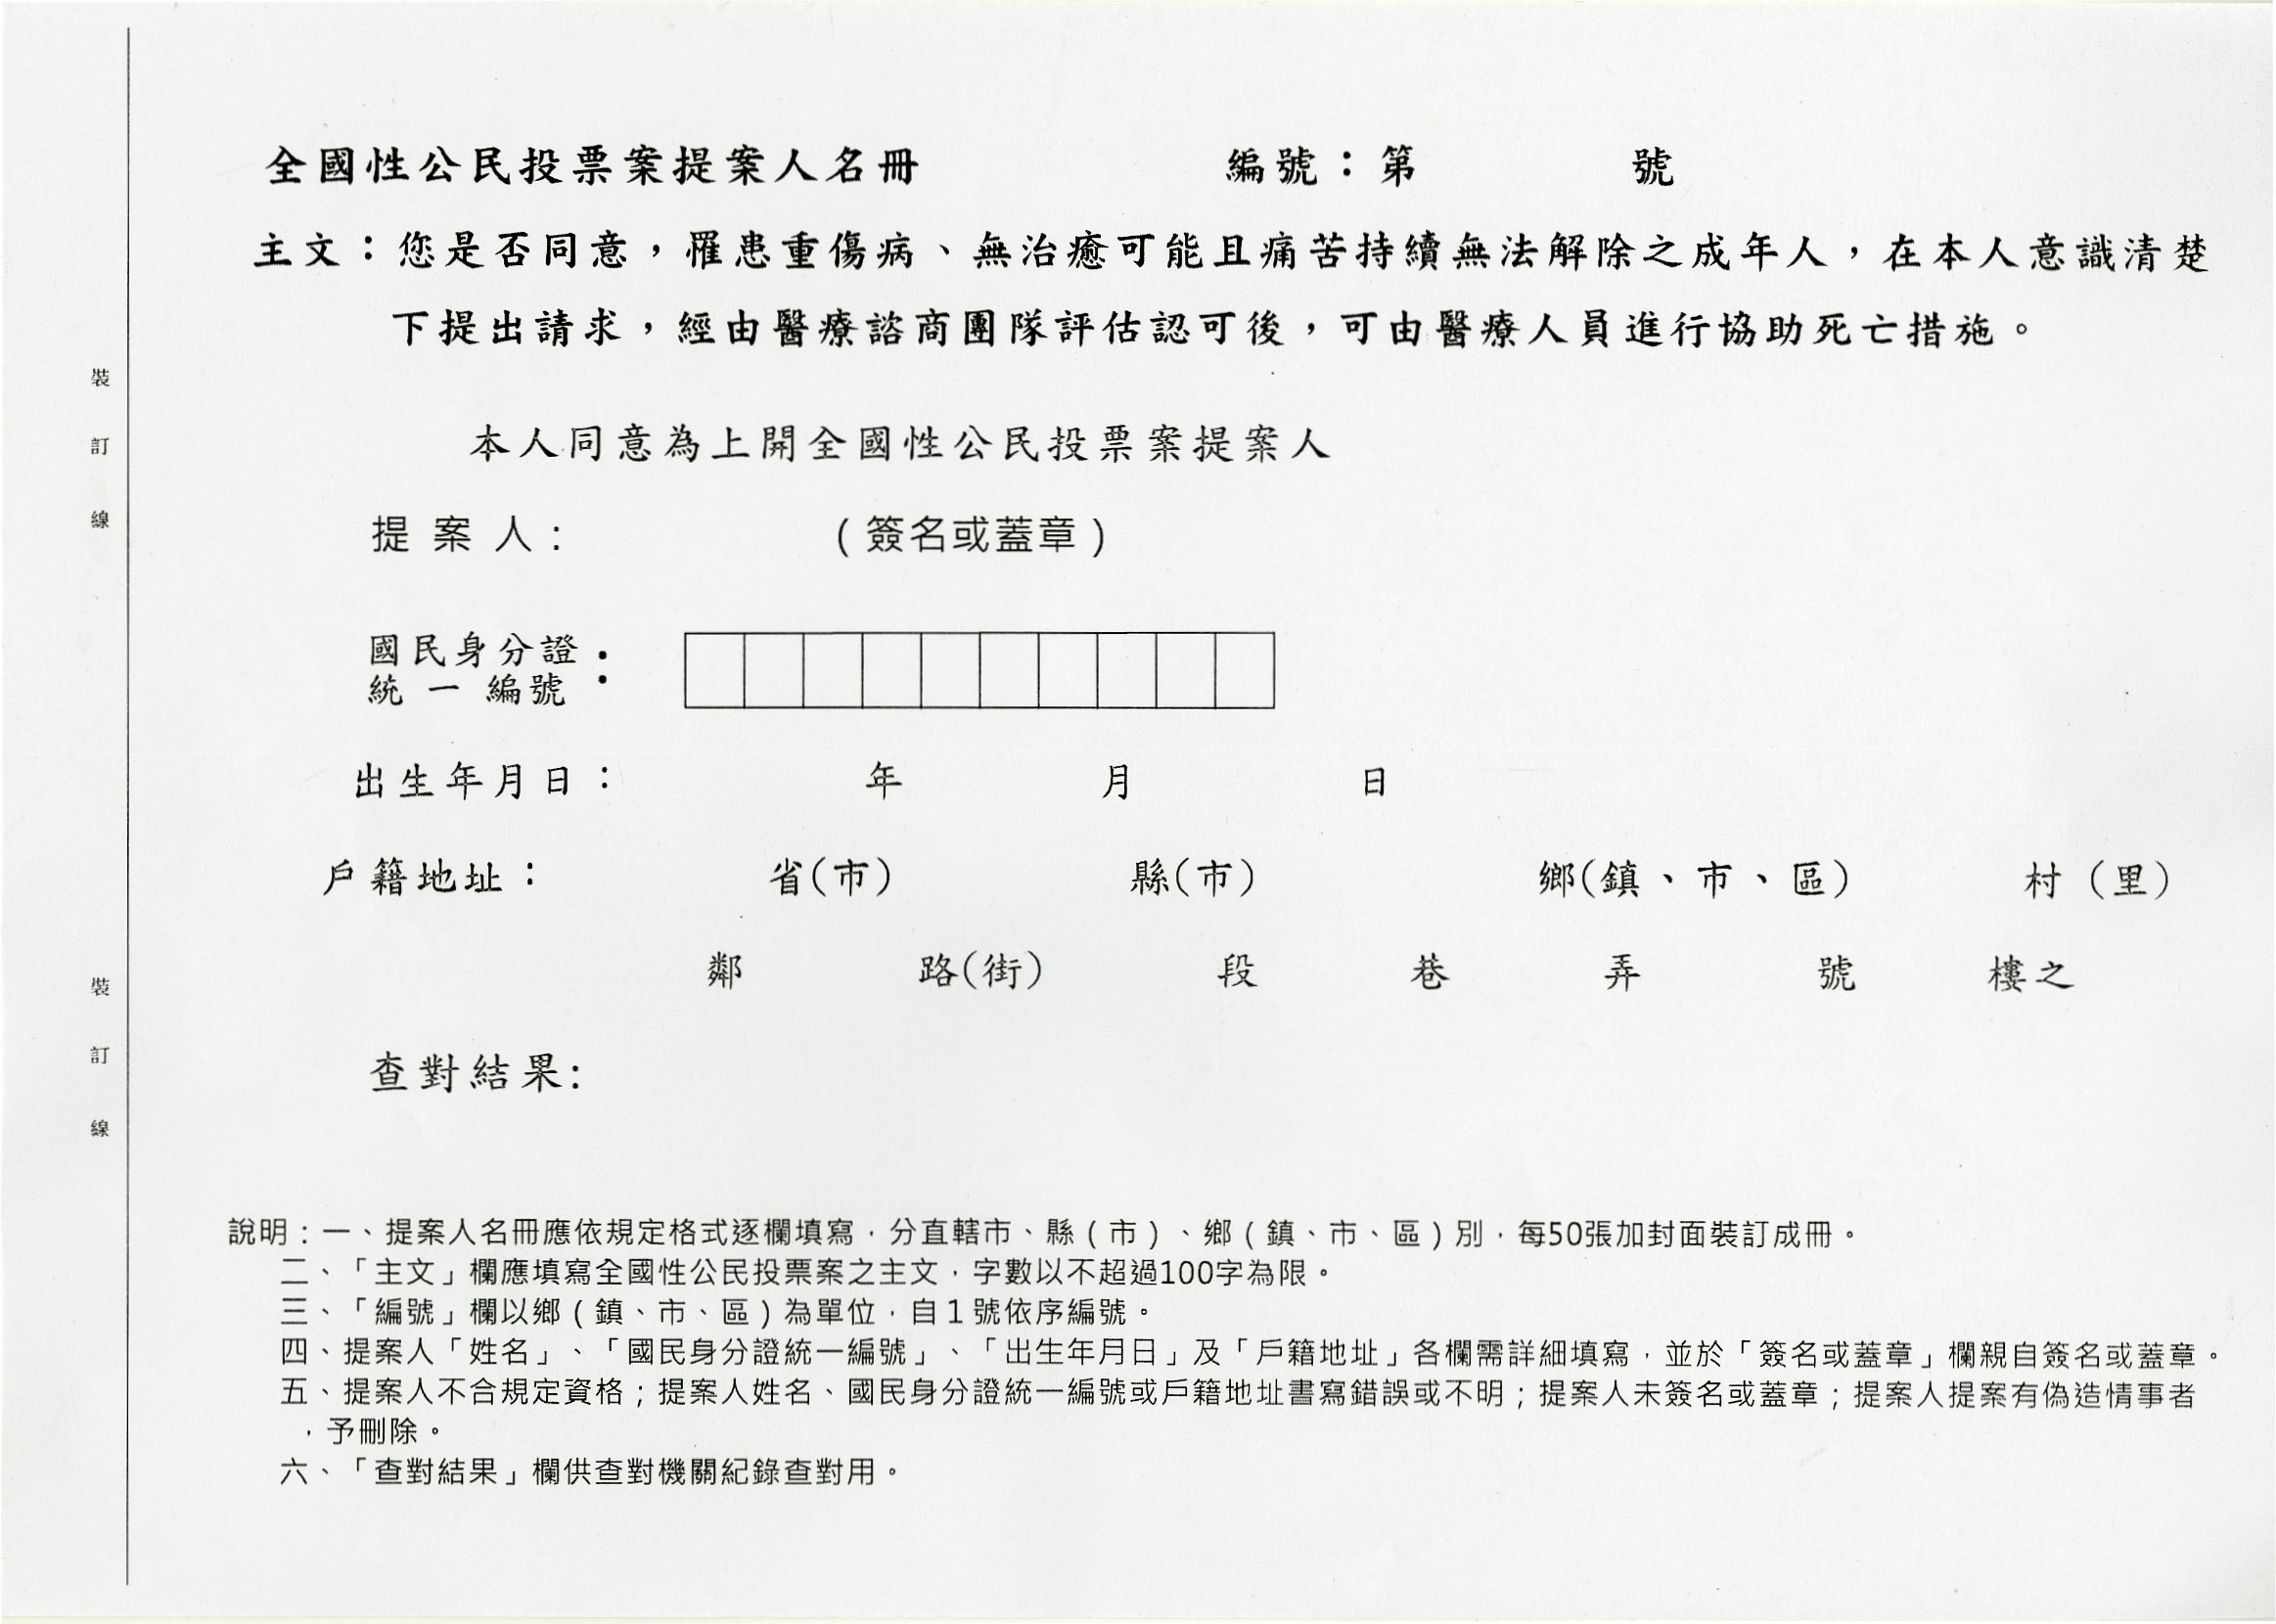 全國性公民投票案提案人名冊 編號：第 號
主文：您是否同意，罹患重傷病、無治癒可能且痛苦持續無法解除之成年人，在本人意識清楚
下提出請求，經由醫療諮商團隊評估認可後，可由醫療人員進行協助死亡措施。
本人同意為上開全國性公民投票案提案人
提案人：（簽名或蓋章）
國民身分證：
統一編號
出生年月日： 年 月 日
戶籍地址： 省(市) 縣(市) 鄉(鎮、市、區) 村（里）
鄰 路(街) 段 巷 弄 號 樓之
查對結果:
說明：一、提案人名冊應依規定格式逐欄填寫，分直轄市、縣（市）、鄉（鎮、市、區）別，每50張加封面裝訂成冊。
二、「主文」欄應填寫全國性公民投票案之主文，字數以不超過100字為限。
三、「編號」欄以鄉（鎮、市、區）為單位，自1號依序編號。
四、提案人「姓名」、「國民身分證統一編號」、「出生年月日」及「戶籍地址」各欄需詳細填寫，並於「簽名或蓋章」欄親自簽名或蓋章。
五、提案人不合規定資格；提案人姓名、國民身分證統一編號或戶籍地址書寫錯誤或不明；提案人未簽名或蓋章；提案人提案有偽造情事者
，予刪除。
六、「查對結果」欄供查對機關紀錄查對用。
裝
訂
線
裝
訂
線